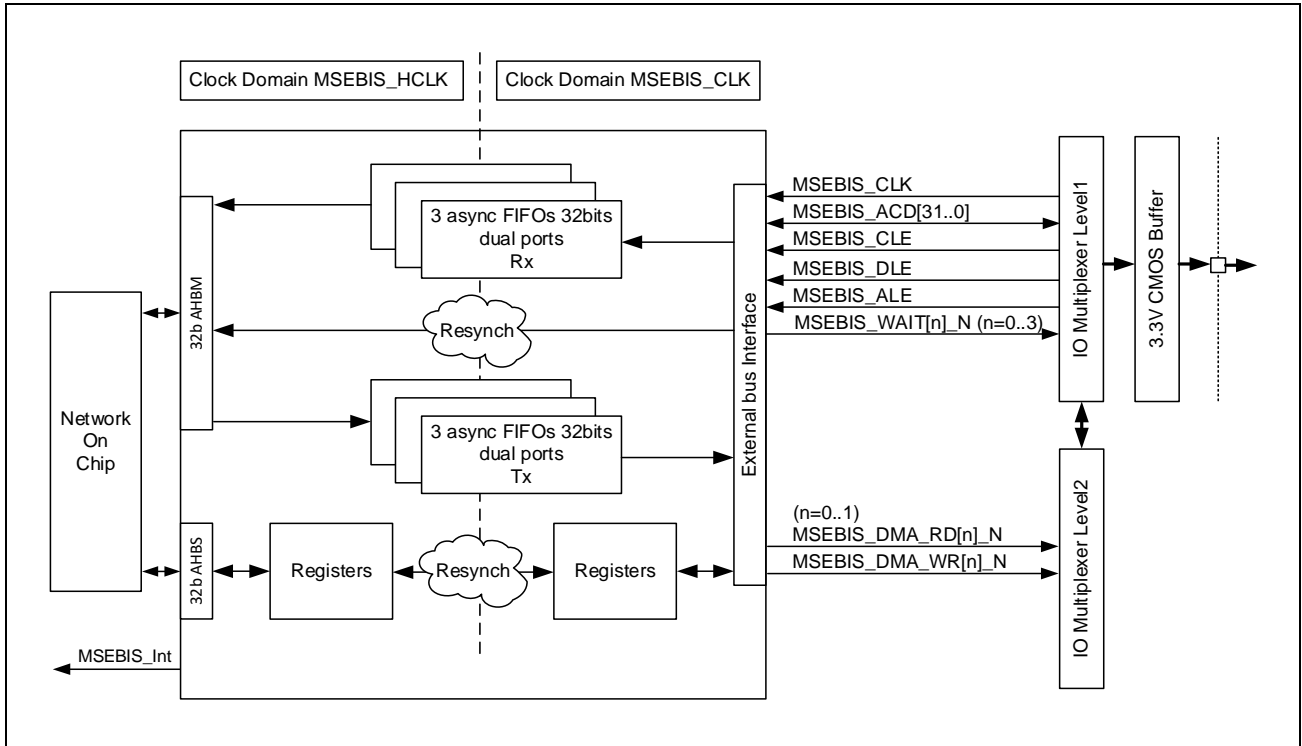 Clock Domain MSEBIS_HCLK
Clock Domain MSEBIS_CLK
Network
On
Chip
32b AHBM
3 async FIFOs 32bits
dual ports
Rx
Resynch
3 async FIFOs 32bits
dual ports
Tx
32b AHBS
Registers
Resynch
Registers
MSEBIS_Int
External bus Interface
MSEBIS_CLK
MSEBIS_ACD[31..0]
MSEBIS_CLE
MSEBIS_DLE
MSEBIS_ALE
MSEBIS_WAIT[n]_N (n=0..3)
(n=0..1)
MSEBIS_DMA_RD[n]_N
MSEBIS_DMA_WR[n]_N
IO Multiplexer Level1
3.3V CMOS Buffer
IO Multiplexer Level2